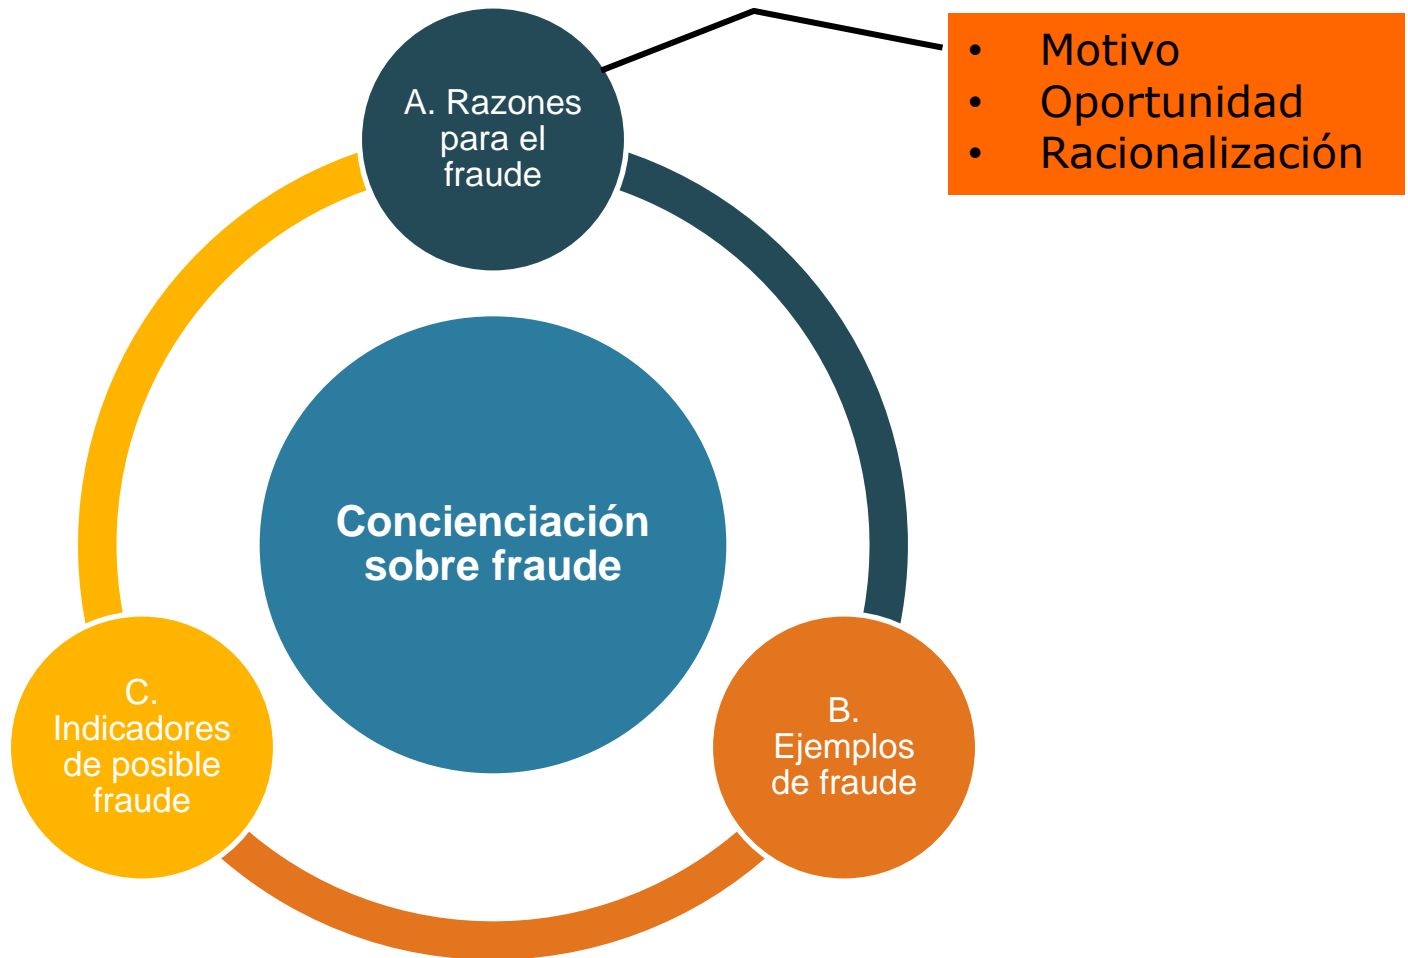 A. Razones
para el
fraude
• Motivo
• Oportunidad
• Racionalización
Concienciación
sobre fraude
C.
Indicadores
de posible
fraude
B.
Ejemplos
de fraude